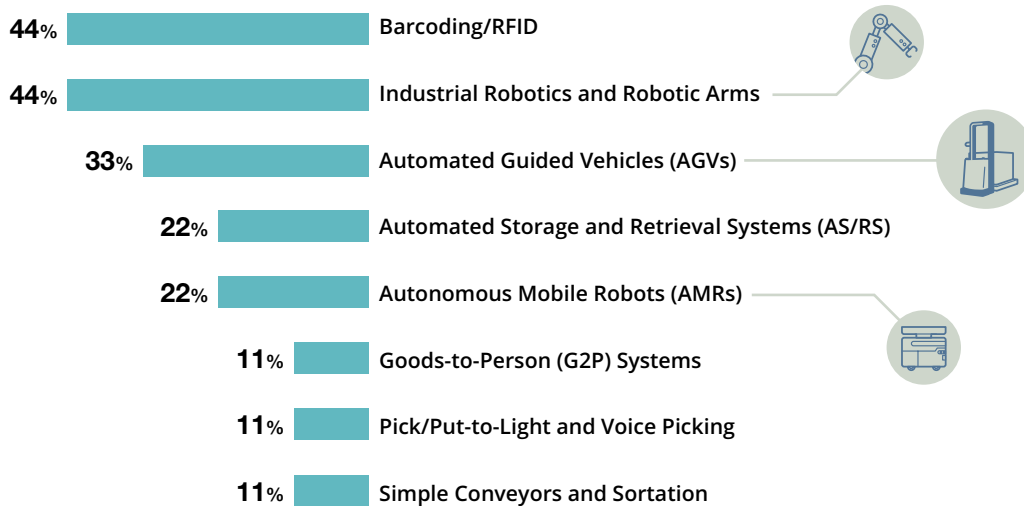 44% Barcoding/RFID
44% Industrial Robotics and Robotic Arms
33% Automated Guided Vehicles (AGVs)
22% Automated Storage and Retrieval Systems (AS/RS)
22% Autonomous Mobile Robots (AMRs)
11% Goods-to-Person (G2P) Systems
11% Pick/Put-to-Light and Voice Picking
11% Simple Conveyors and Sortation